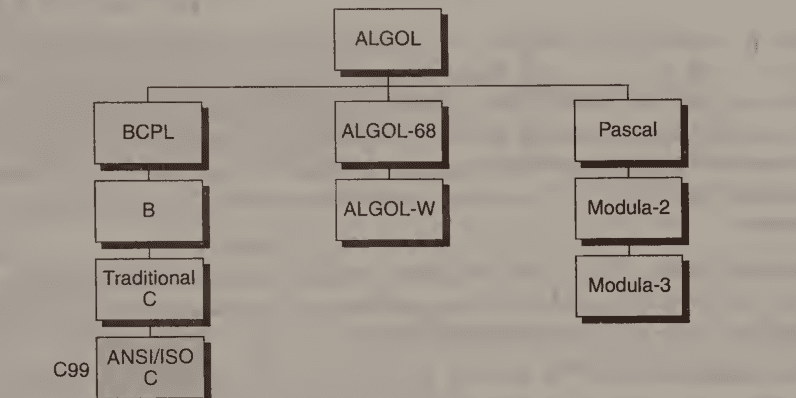 ALGOL
BCPL
ALGOL-68
Pascal
B
ALGOL-W
Modula-2
Traditional
C
Modula-3
C99
ANSI/ISO
C